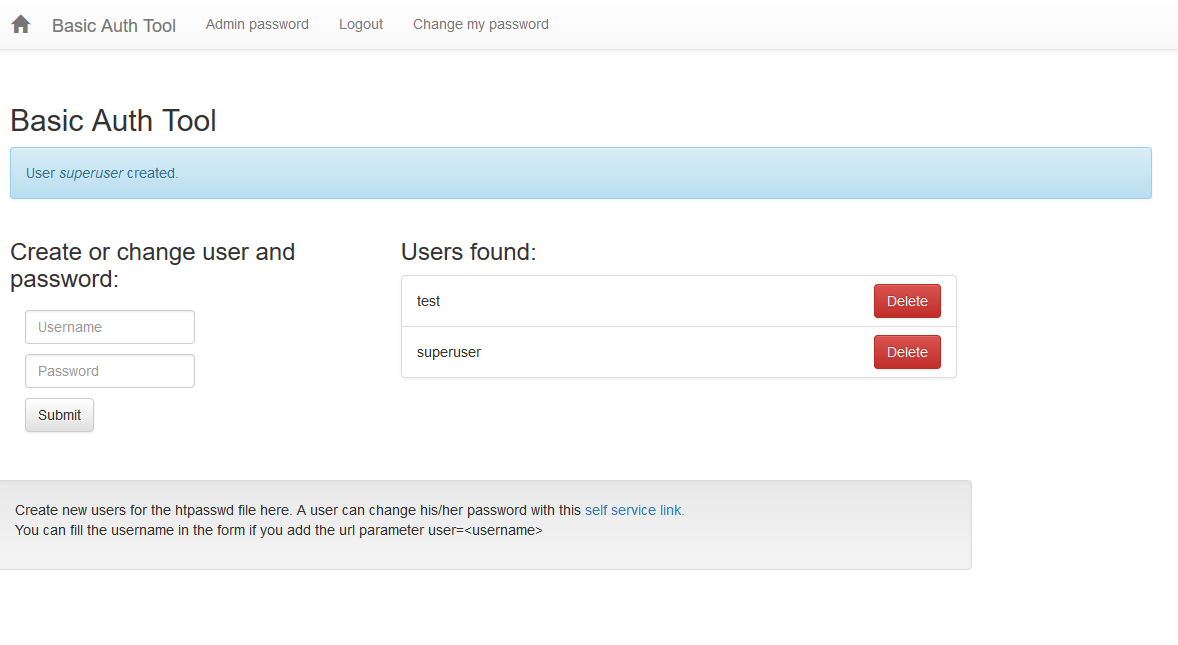 Basic Auth Tool Admin password Logout Change my password
Basic Auth Tool
User superuser created.
Create or change user and
password:
Username
Password
Submit
Users found:
test Delete
superuser Delete
Create new users for the htpasswd file here. A user can change his/her password with this self service link.
You can fill the username in the form if you add the url parameter user=<username>